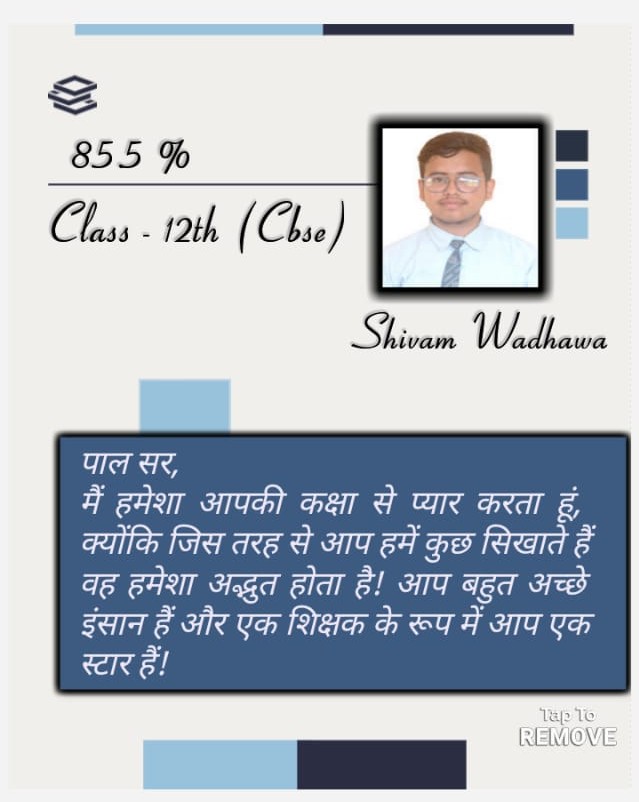 85.5 %
Class - 12th (Cbse)
Shivam Wadhawa
पाल सर,
मैं हमेशा आपकी कक्षा से प्यार करता हूं,
क्योंकि जिस तरह से आप हमें कुछ सिखाते हैं
वह हमेशा अद्भुत होता है! आप बहुत अच्छे
इंसान हैं और एक शिक्षक के रूप में आप एक
स्टार हैं!
Tap To
REMOVE